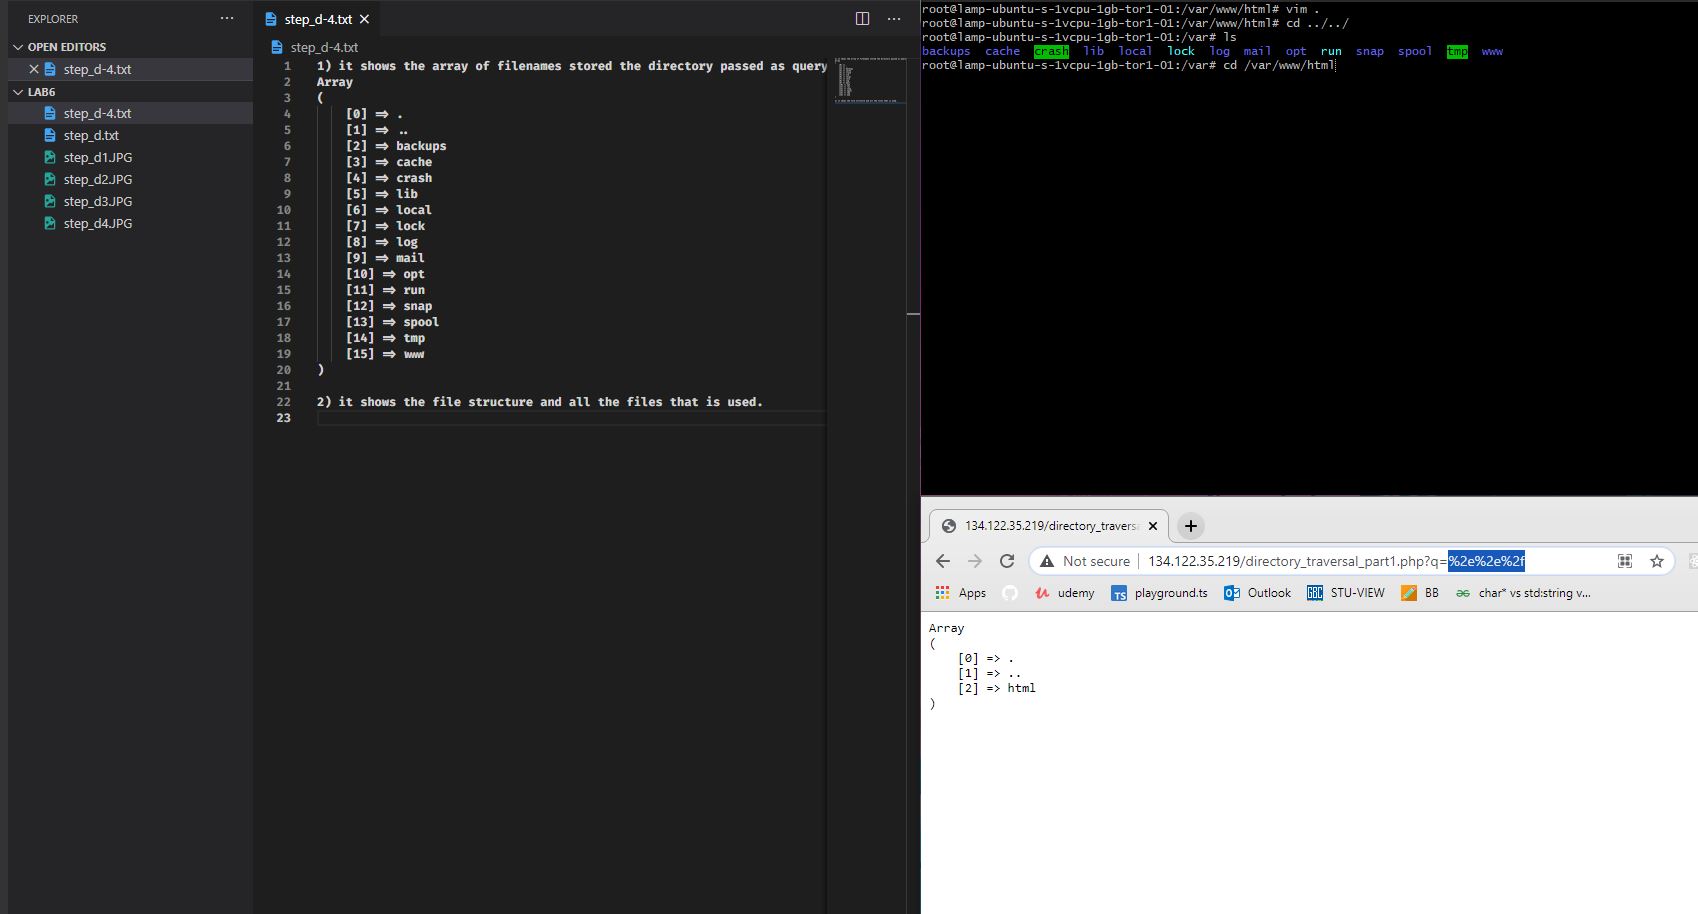 EXPLORER
OPEN EDITORS
step_d-4.txt
LAB6
step_d-4.txt
step_d.txt
step_d1.JPG
step_d2.JPG
step_d3.JPG
step_d4.JPG
step_d-4.txt
step_d-4.txt
1 1) it shows the array of filenames stored the directory passed as query
2 Array
3 (
4 [0] => .
5 [1] => ..
6 [2] => backups
7 [3] => cache
8 [4] => crash
9 [5] => lib
10 [6] => local
11 [7] => lock
12 [8] => log
13 [9] => mail
14 [10] => opt
15 [11] => run
16 [12] => snap
17 [13] => spool
18 [14] => tmp
19 [15] => www
20 )
21
22 2) it shows the file structure and all the files that is used.
23
root@lamp-ubuntu-s-1vcpu-1gb-tor1-01:/var/www/html# vim .
root@lamp-ubuntu-s-1vcpu-1gb-tor1-01:/var/www/html# cd ../../
root@lamp-ubuntu-s-1vcpu-1gb-tor1-01:/var# ls
backups cache crash lib local lock log mail opt run snap spool tmp www
root@lamp-ubuntu-s-1vcpu-1gb-tor1-01:/var# cd /var/www/html
134.122.35.219/directory_travers
Not secure 134.122.35.219/directory_traversal_part1.php?q=%2e%2e%2f
Apps udemy TS playground.ts Outlook STU-VIEW BB char* vs std:string v...
Array
(
[0] => .
[1] => ..
[2] => html
)